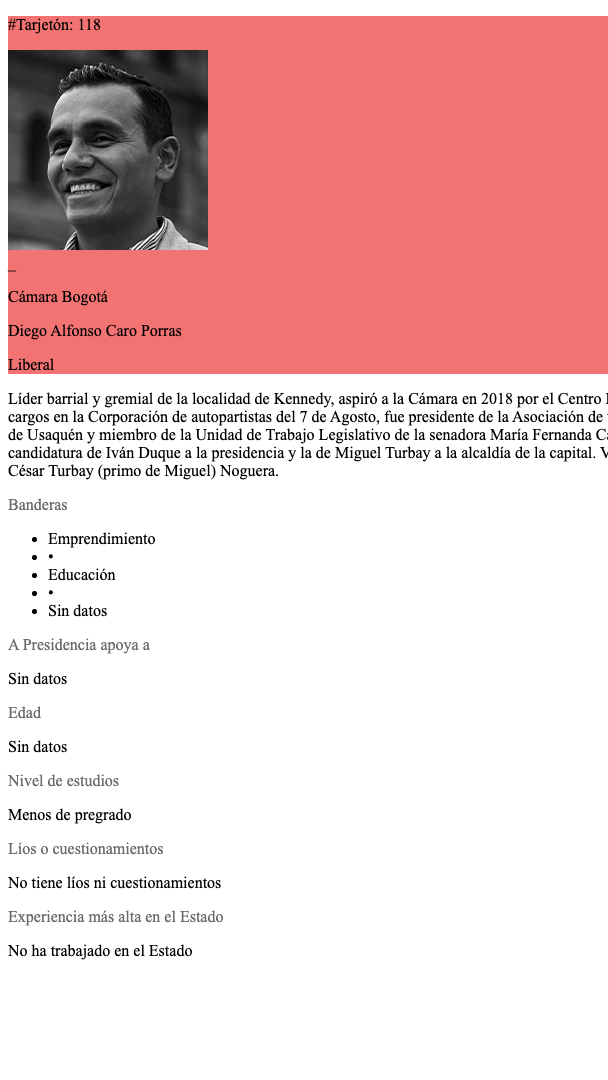 #Tarjetón: 118
_
Cámara Bogotá
Diego Alfonso Caro Porras
Liberal
Líder barrial y gremial de la localidad de Kennedy, aspiró a la Cámara en 2018 por el Centro
cargos en la Corporación de autopartistas del 7 de Agosto, fue presidente de la Asociación de
de Usaquén y miembro de la Unidad de Trabajo Legislativo de la senadora María Fernanda
candidatura de Iván Duque a la presidencia y la de Miguel Turbay a la alcaldía de la capital.
César Turbay (primo de Miguel) Noguera.
Banderas
• Emprendimiento
• •
• Educación
• •
• Sin datos
A Presidencia apoya a
Sin datos
Edad
Sin datos
Nivel de estudios
Menos de pregrado
Líos o cuestionamientos
No tiene líos ni cuestionamientos
Experiencia más alta en el Estado
No ha trabajado en el Estado